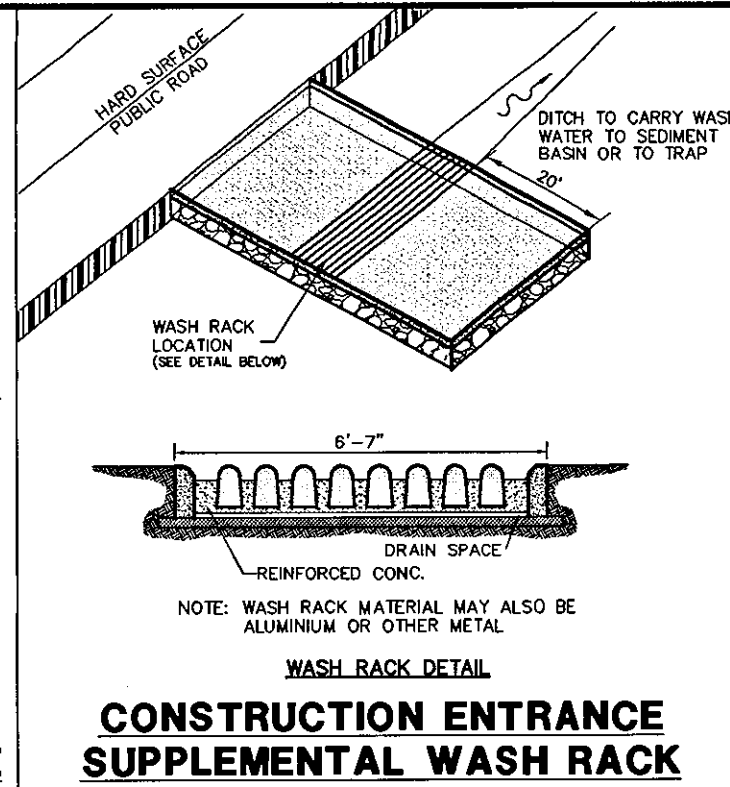 HARD SURFACE
PUBLIC ROAD
DITCH TO CARRY WASH
WATER TO SEDIMENT
BASIN OR TO TRAP
20'
WASH RACK
LOCATION
(SEE DETAIL BELOW)
6'-7"
DRAIN SPACE
REINFORCED CONC.
NOTE: WASH RACK MATERIAL MAY ALSO BE
ALUMINIUM OR OTHER METAL
WASH RACK DETAIL
CONSTRUCTION ENTRANCE
SUPPLEMENTAL WASH RACK